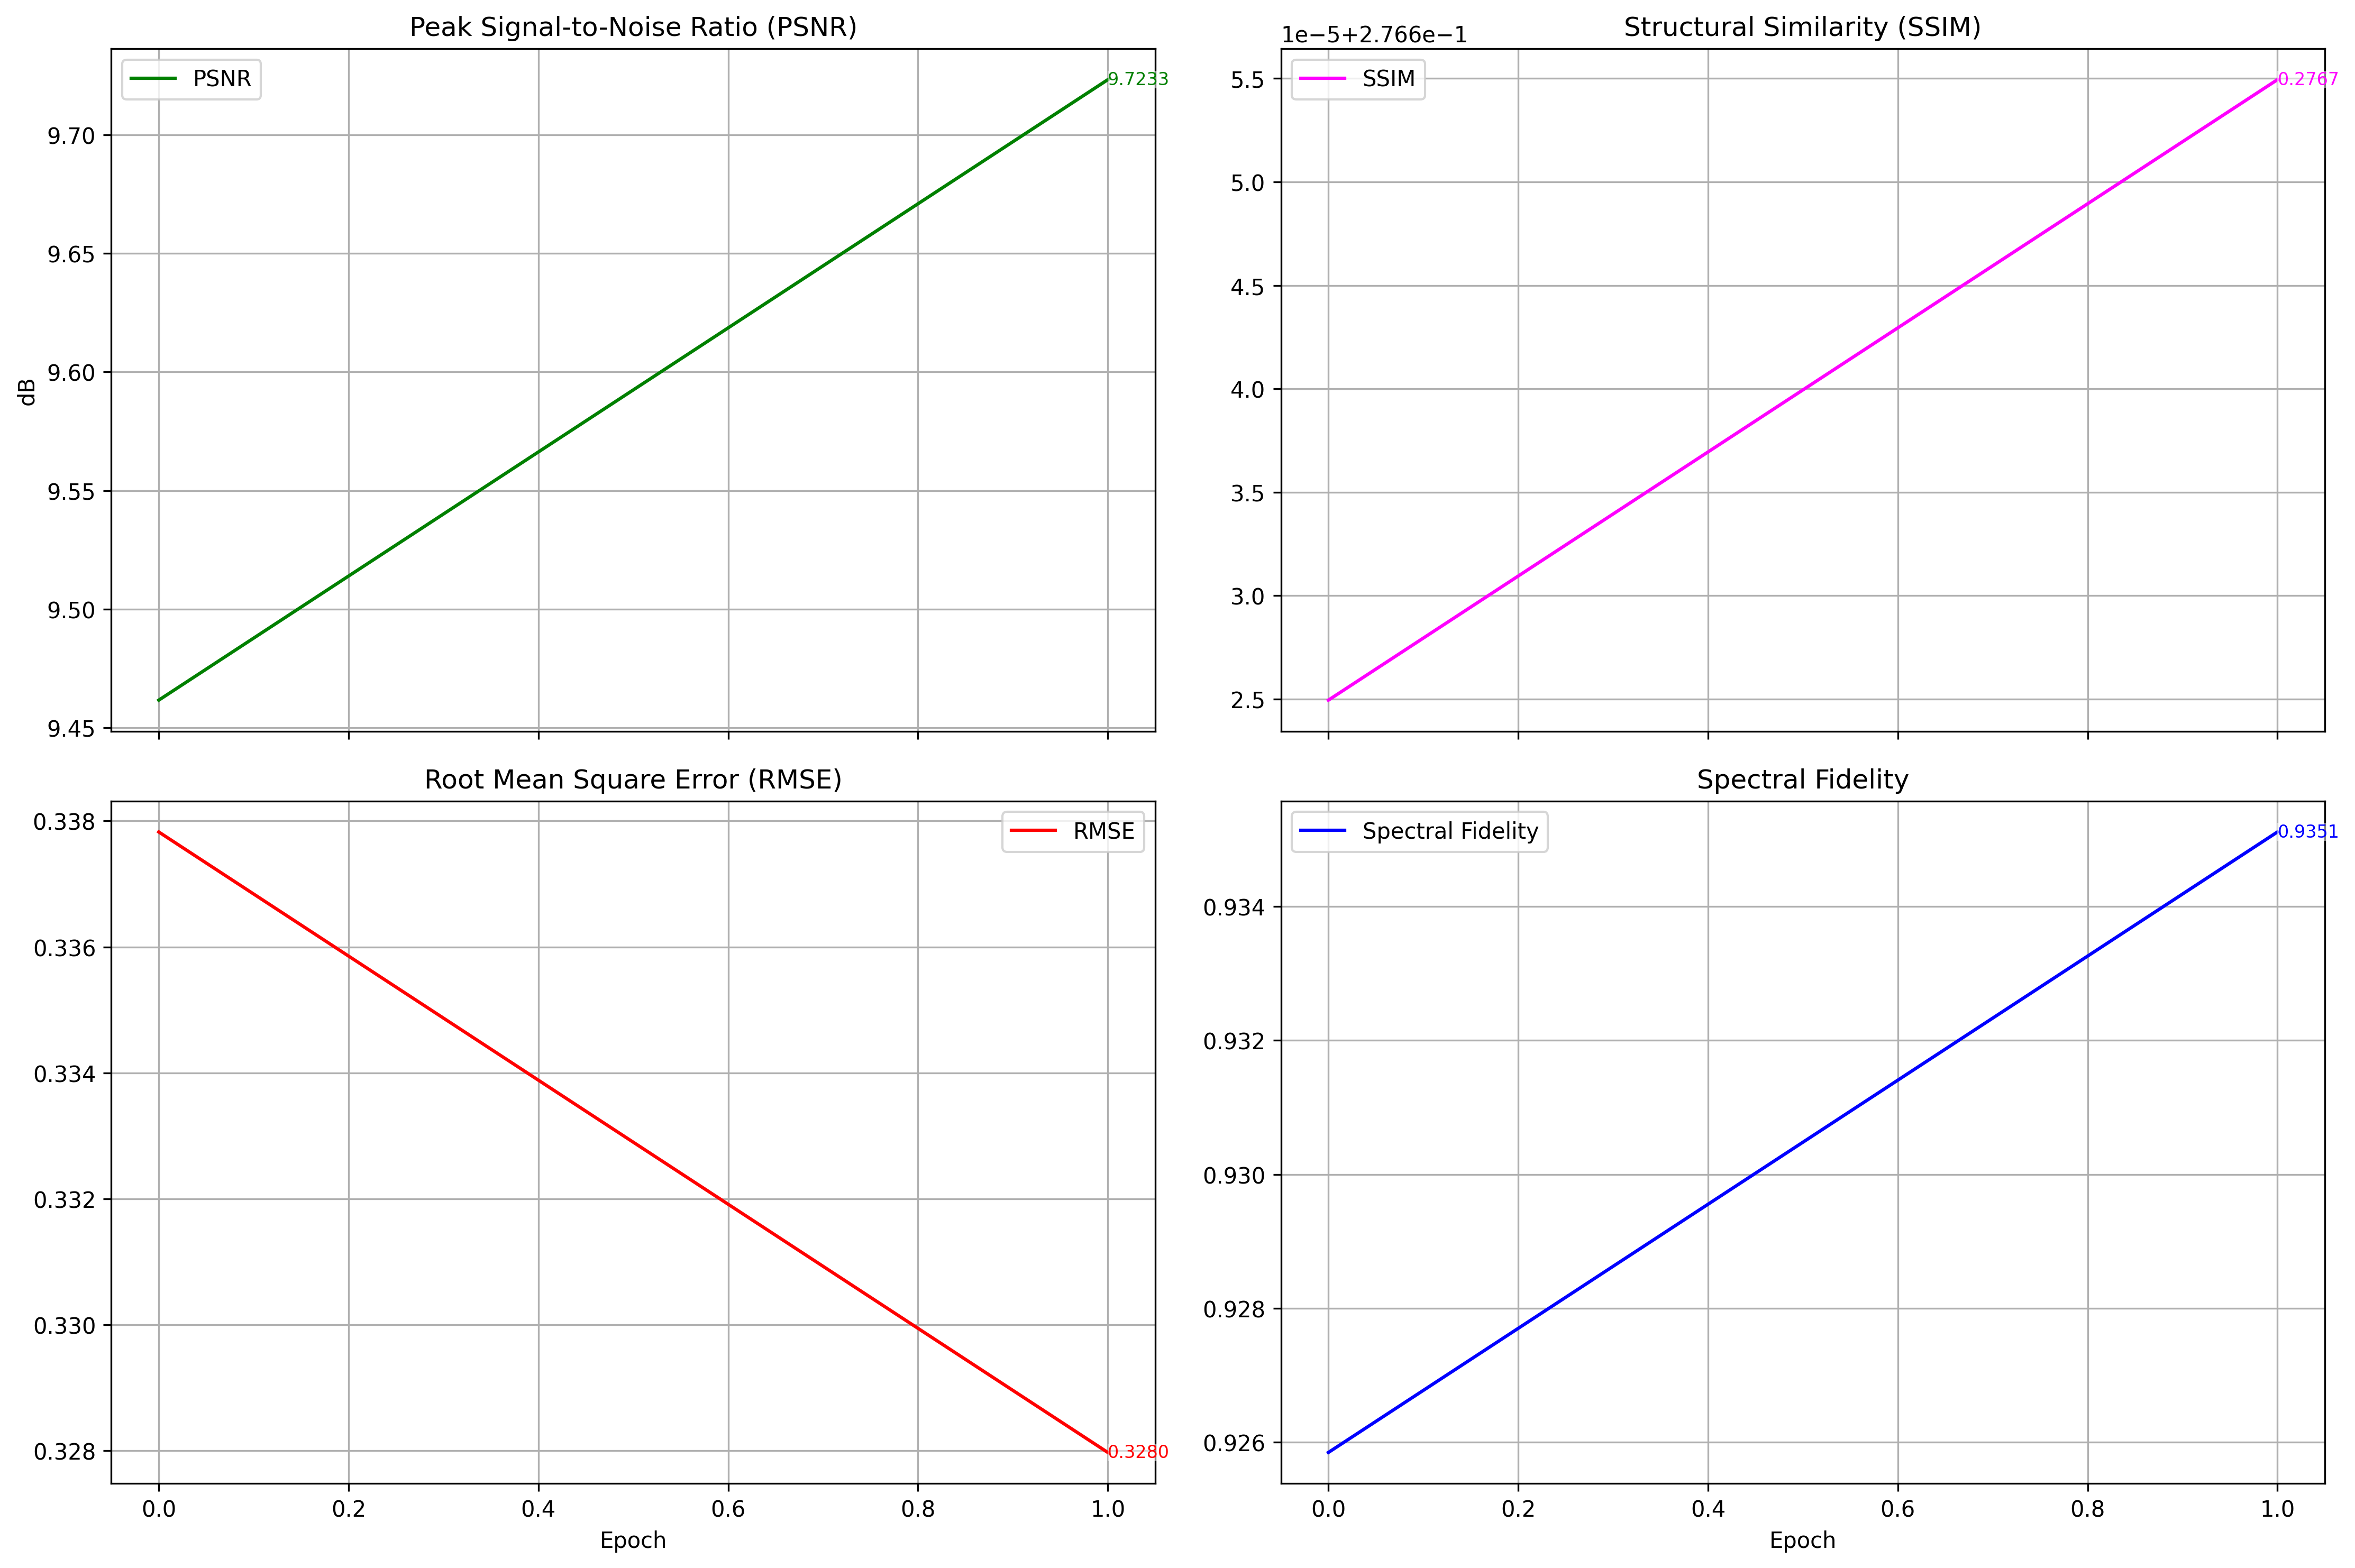 Peak Signal-to-Noise Ratio (PSNR)
PSNR
9.7233
9.70
9.65
9.60
9.55
9.50
9.45
dB
Structural Similarity (SSIM)
1e−5+2.766e−1
SSIM
0.2767
5.5
5.0
4.5
4.0
3.5
3.0
2.5
Root Mean Square Error (RMSE)
RMSE
0.338
0.336
0.334
0.332
0.330
0.328
0.3280
0.0 0.2 0.4 0.6 0.8 1.0
Epoch
Spectral Fidelity
Spectral Fidelity
0.9351
0.934
0.932
0.930
0.928
0.926
0.0 0.2 0.4 0.6 0.8 1.0
Epoch